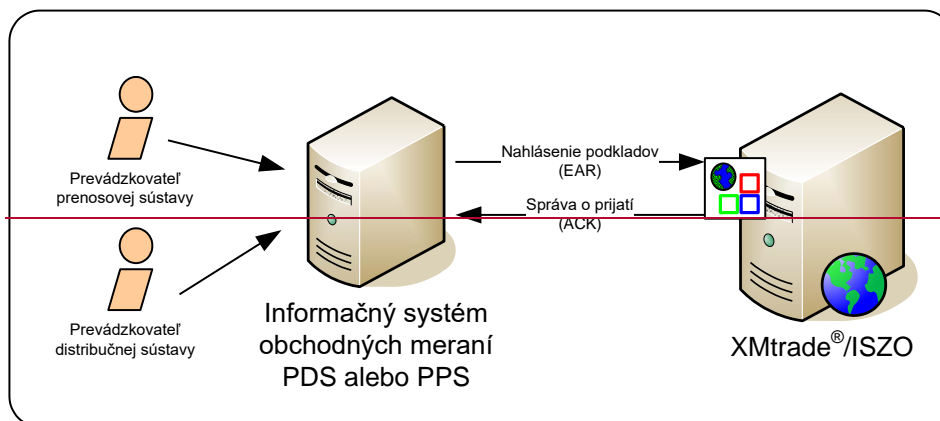 Prevádzkovateľ
prenosovej sústavy
Prevádzkovateľ
distribučnej sústavy
Informačný systém
obchodných meraní
PDS alebo PPS
Nahlásenie podkladov
(EAR)
Správa o prijatí
(ACK)
XMtrade®/ISZO